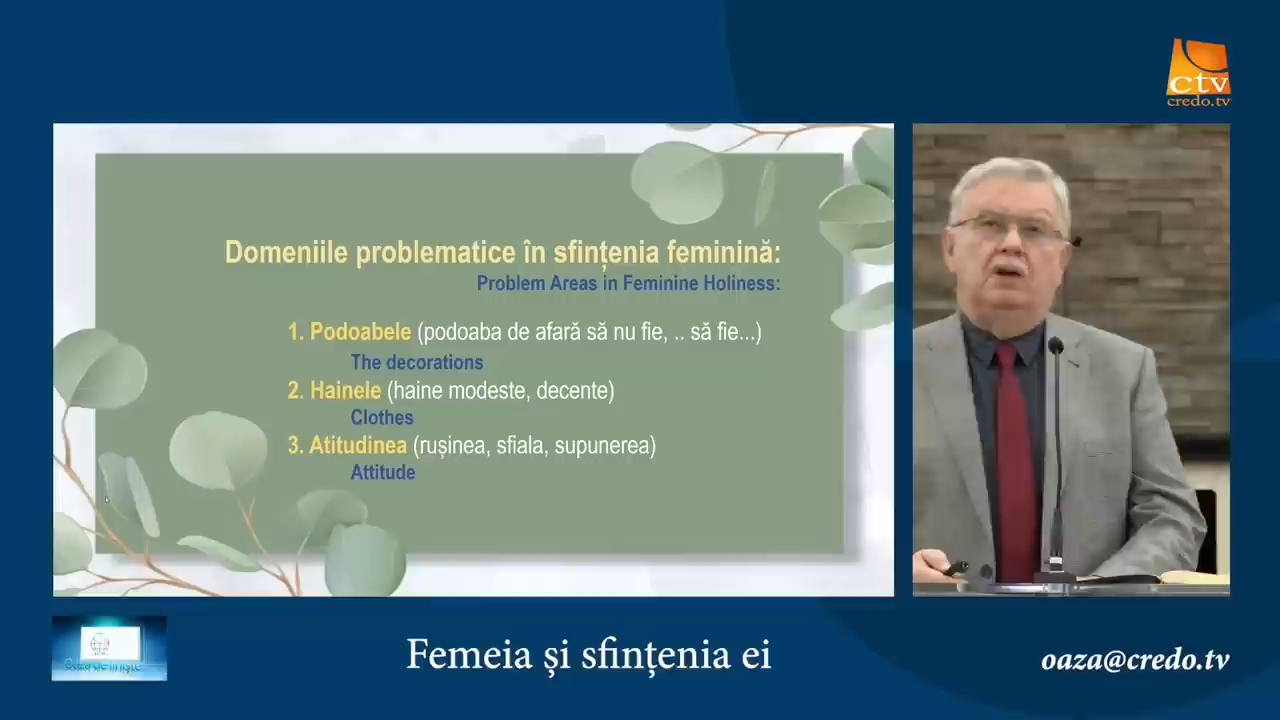 ctv
credo.tv
Domeniile problematice în sfințenia feminină:
Problem Areas in Feminine Holiness:
1. Podoabele (podoaba de afară să nu fie, .. să fie...)
The decorations
2. Hainele (haine modeste, decente)
Clothes
3. Atitudinea (rușinea, sfiala, supunerea)
Attitude
Femeia și sfințenia ei
oaza@credo.tv